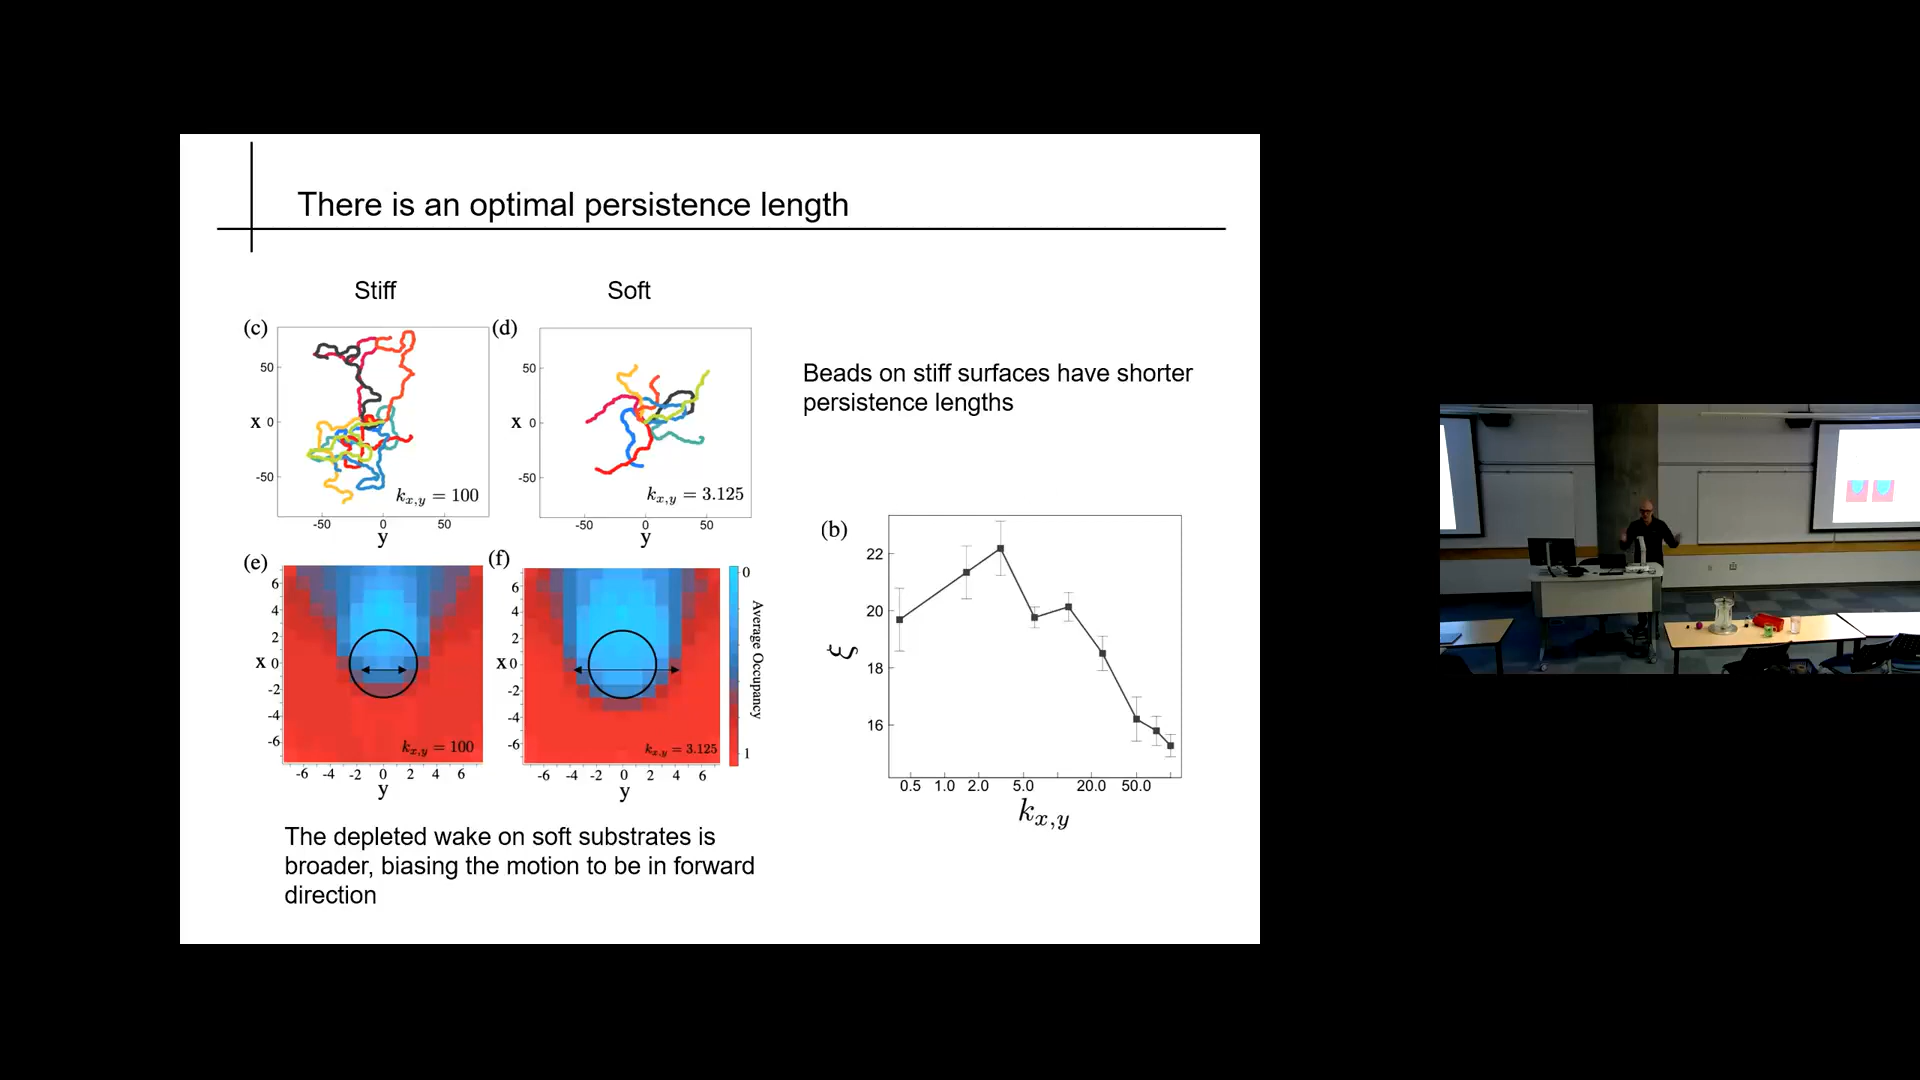 There is an optimal persistence length
Stiff
Soft
(c)
50
x 0
-50
k_{x,y} = 100
-50 0 50
y
(d)
50
x 0
-50
k_{x,y} = 3.125
-50 0 50
y
Beads on stiff surfaces have shorter
persistence lengths
(e)
6
4
2
x 0
-2
-4
-6
k_{x,y} = 100
-6 -4 -2 0 2 4 6
y
(f)
6
4
2
x 0
-2
-4
-6
k_{x,y} = 3.125
-6 -4 -2 0 2 4 6
y
0
Average Occupancy
1
(b)
22
20
18
16
ξ
0.5 1.0 2.0 5.0 20.0 50.0
k_{x,y}
The depleted wake on soft substrates is
broader, biasing the motion to be in forward
direction